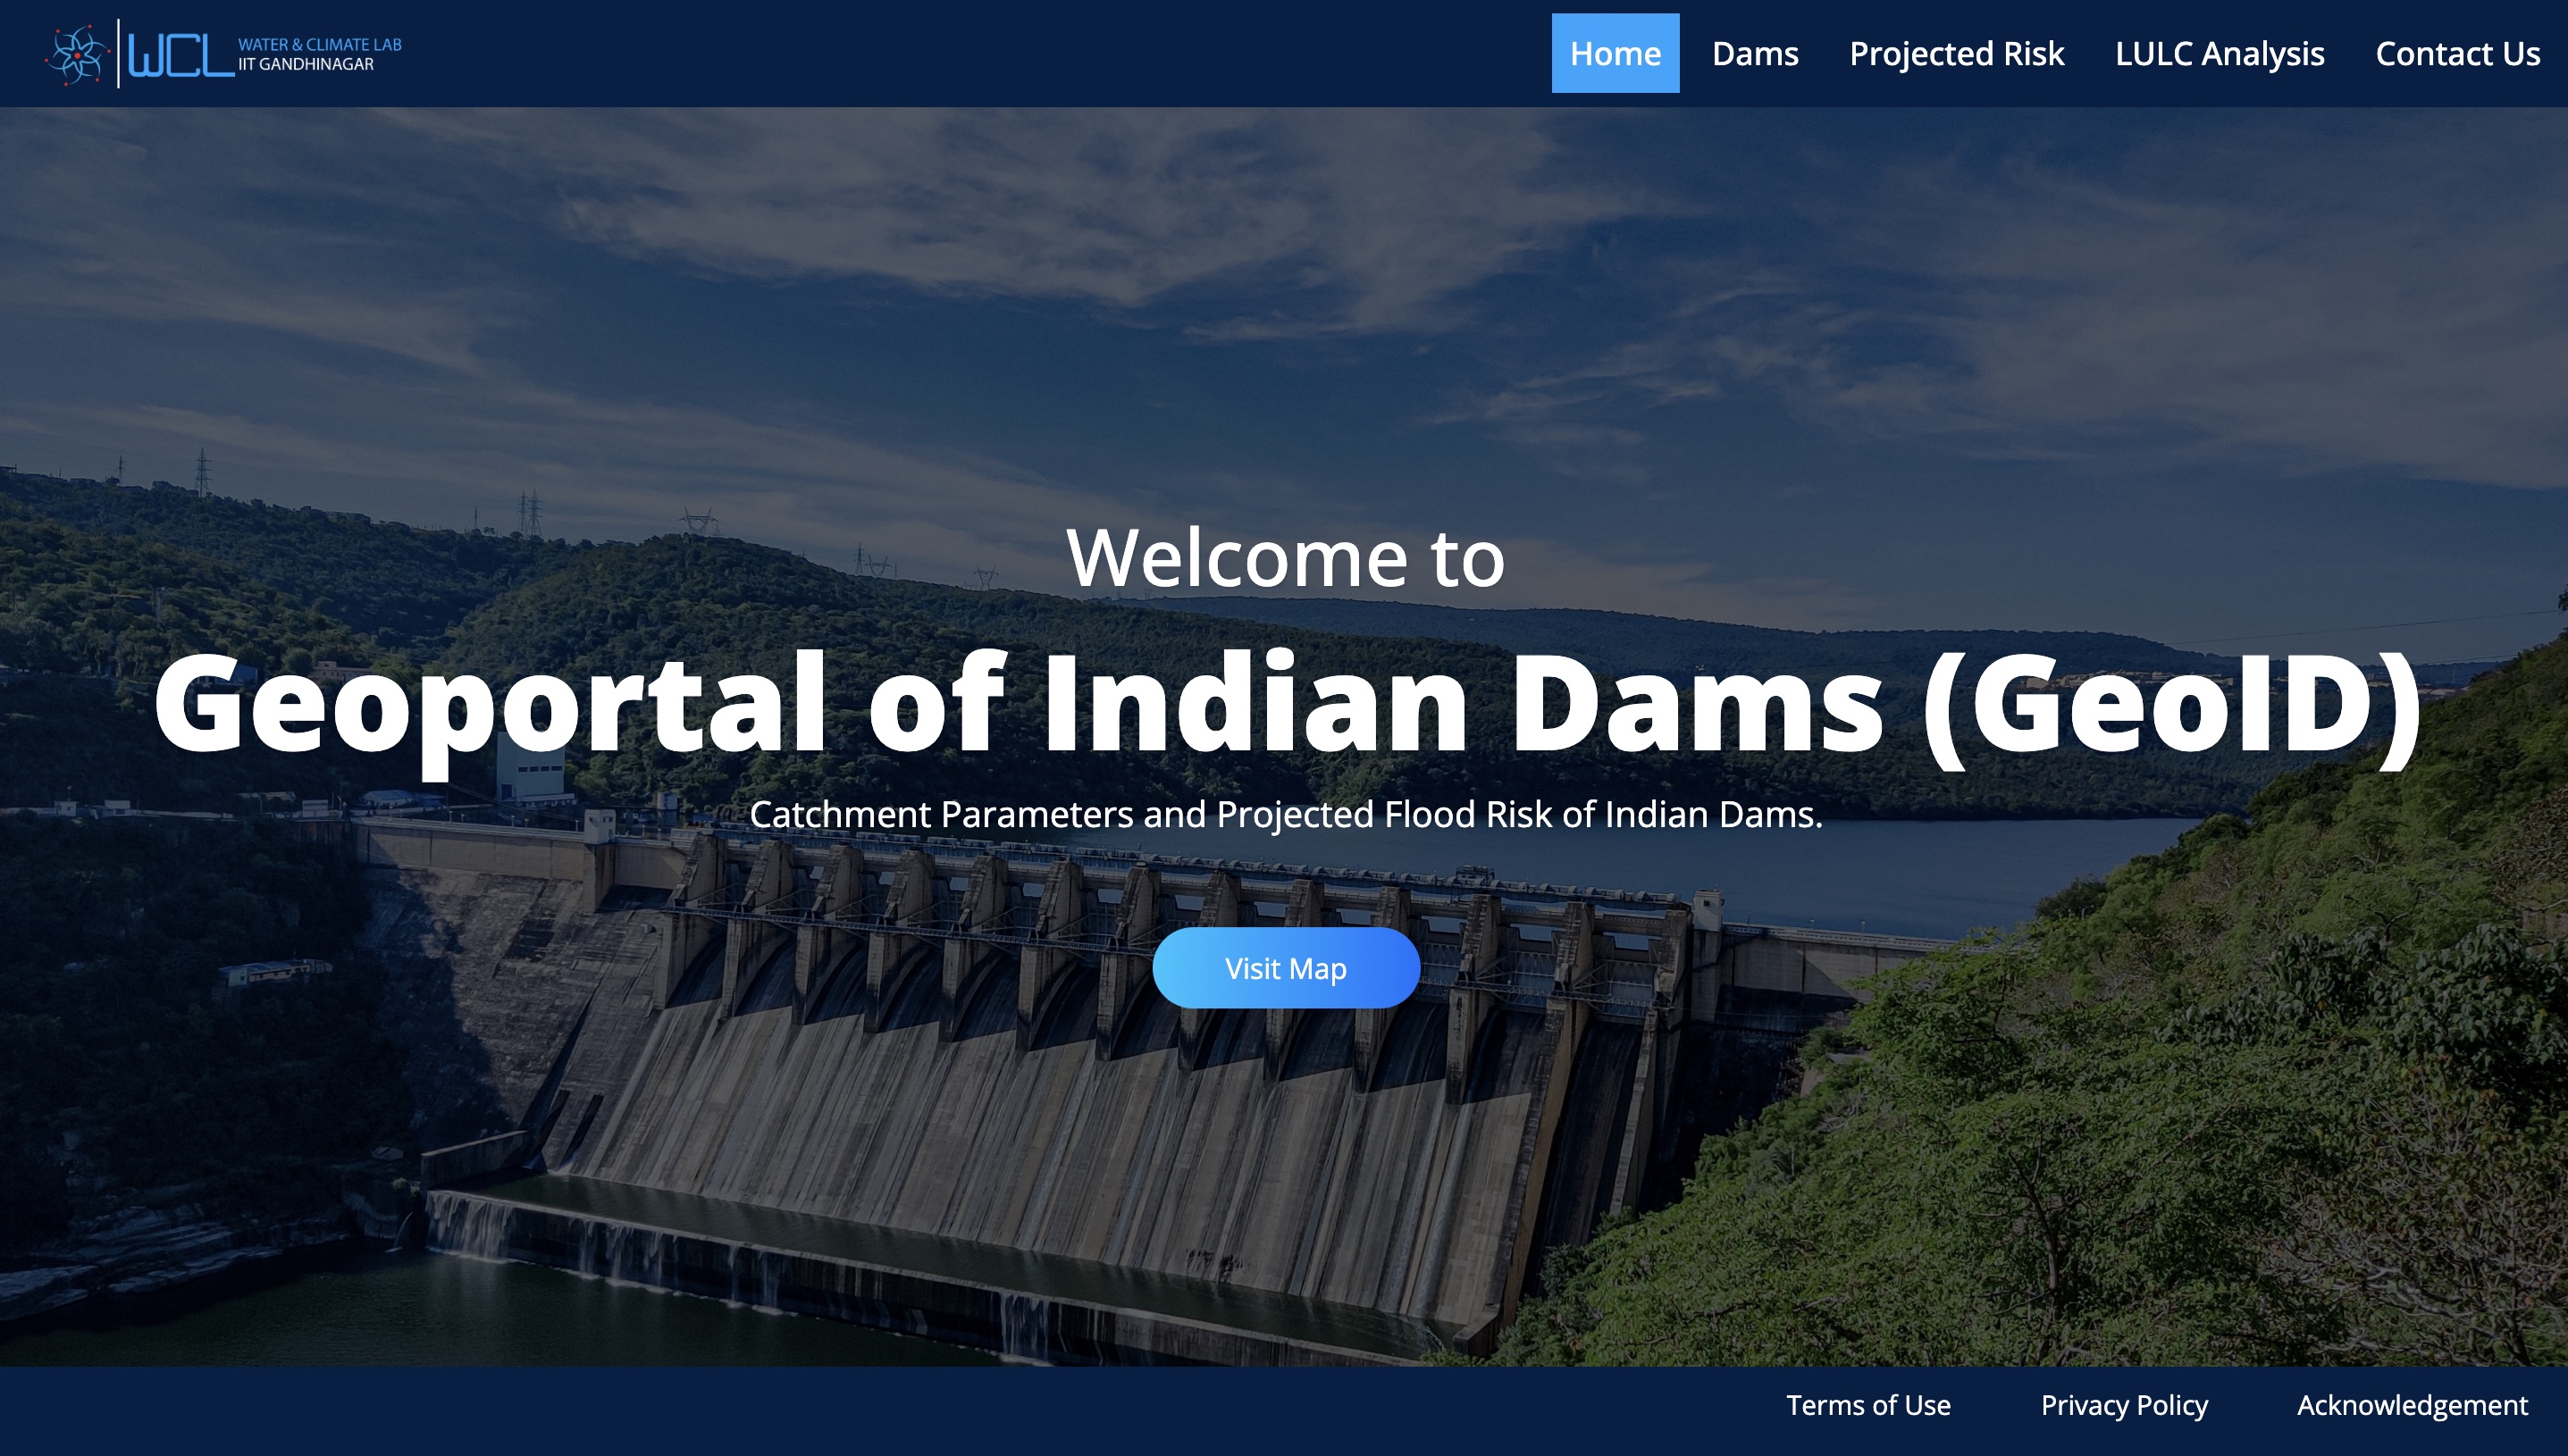 WCL
WATER & CLIMATE LAB
IIT GANDHINAGAR
Home
Dams
Projected Risk
LULC Analysis
Contact Us
Welcome to
Geoportal of Indian Dams (GeoID)
Catchment Parameters and Projected Flood Risk of Indian Dams.
Visit Map
Terms of Use
Privacy Policy
Acknowledgement